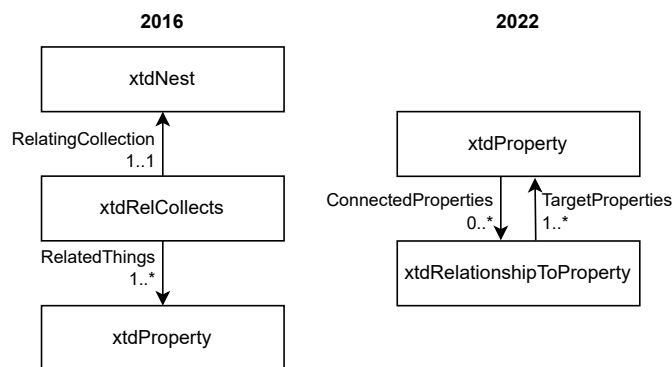 2016
xtdNest
RelatingCollection
1..1
xtdRelCollects
RelatedThings
1..*
xtdProperty
2022
xtdProperty
ConnectedProperties
0..*
TargetProperties
1..*
xtdRelationshipToProperty